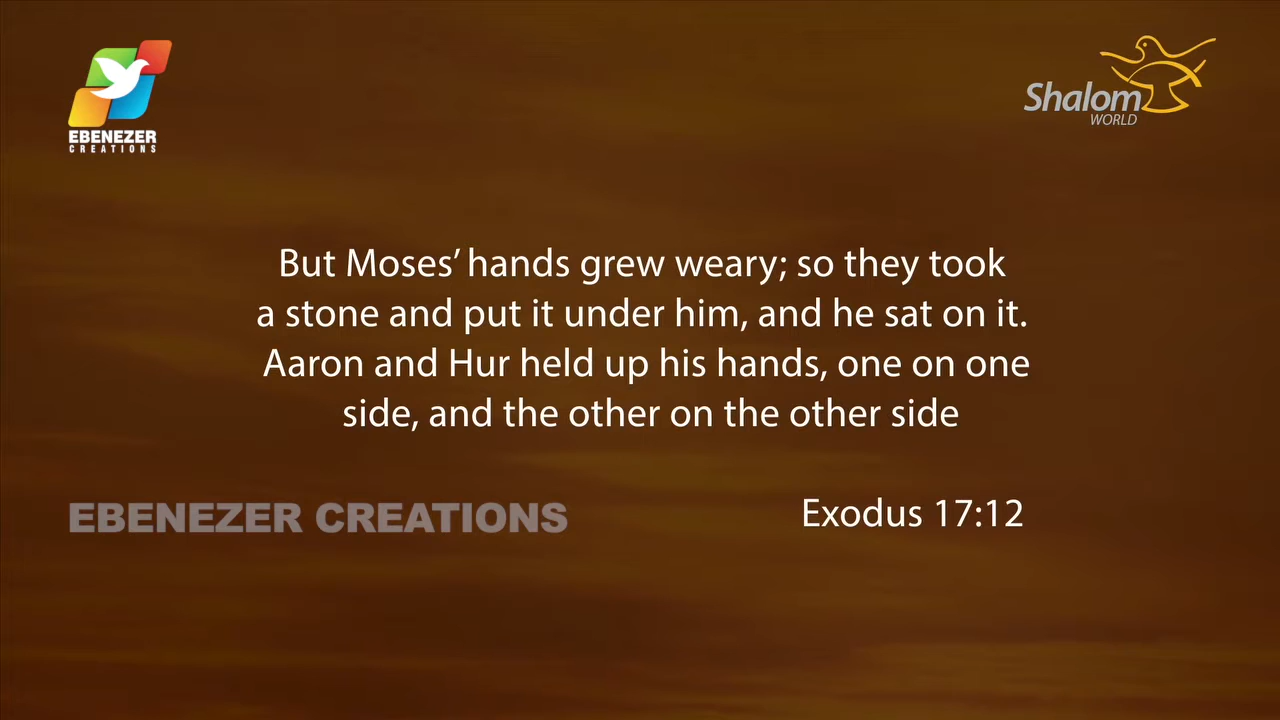 EBENEZER
CREATIONS
Shalom
WORLD
But Moses’ hands grew weary; so they took
a stone and put it under him, and he sat on it.
Aaron and Hur held up his hands, one on one
side, and the other on the other side
EBENEZER CREATIONS
Exodus 17:12